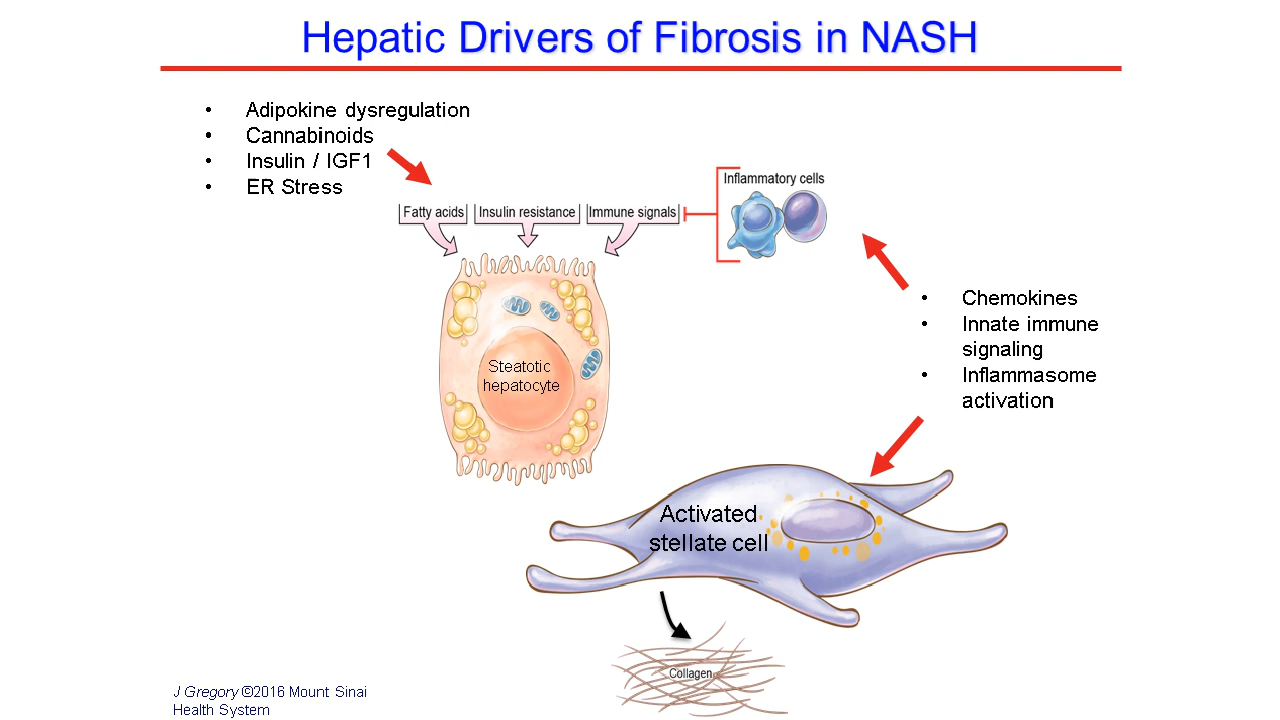 Hepatic Drivers of Fibrosis in NASH
• Adipokine dysregulation
• Cannabinoids
• Insulin / IGF1
• ER Stress
Inflammatory cells
Fatty acids
Insulin resistance
Immune signals
• Chemokines
• Innate immune
signaling
• Inflammasome
activation
Steatotic
hepatocyte
Activated
stellate cell
Collagen
J Gregory ©2016 Mount Sinai
Health System